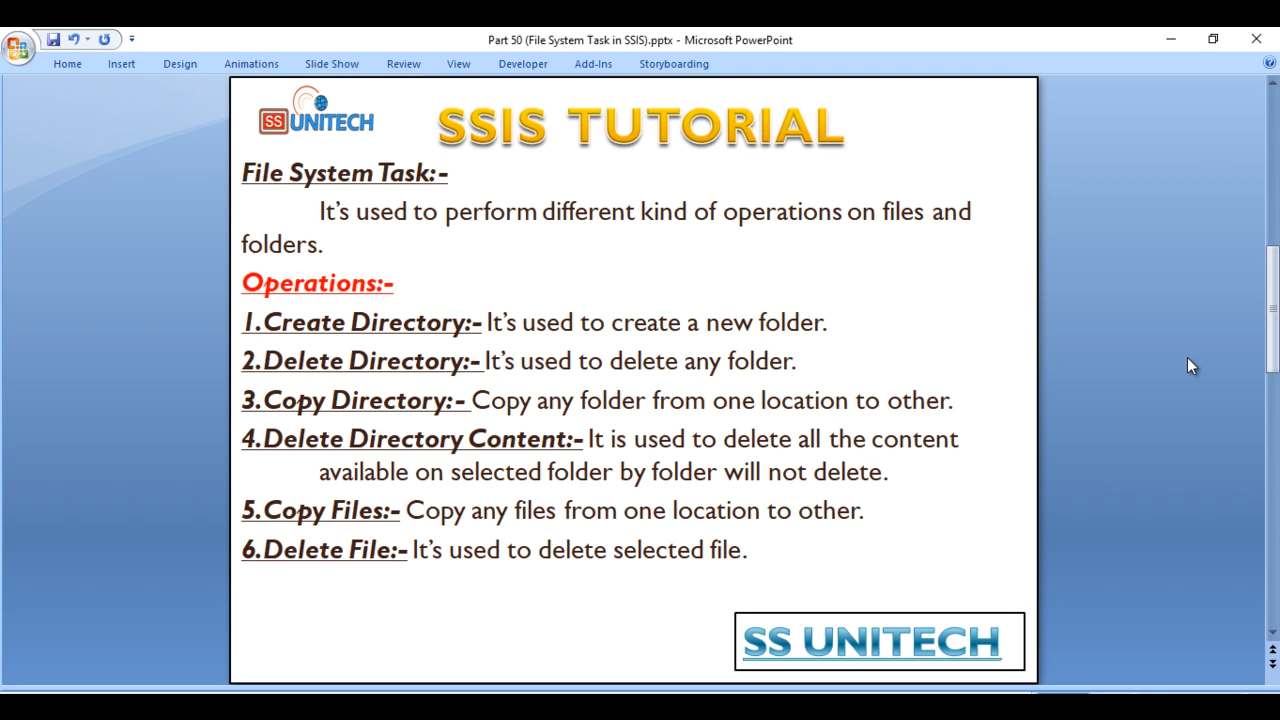 Part 50 (File System Task in SSIS).pptx - Microsoft PowerPoint
Home Insert Design Animations Slide Show Review View Developer Add-Ins Storyboarding
SS UNITECH
SSIS TUTORIAL
File System Task:-
It's used to perform different kind of operations on files and
folders.
Operations:-
1.Create Directory:- It's used to create a new folder.
2.Delete Directory:- It's used to delete any folder.
3.Copy Directory:- Copy any folder from one location to other.
4.Delete Directory Content:- It is used to delete all the content
available on selected folder by folder will not delete.
5.Copy Files:- Copy any files from one location to other.
6.Delete File:- It's used to delete selected file.
SS UNITECH